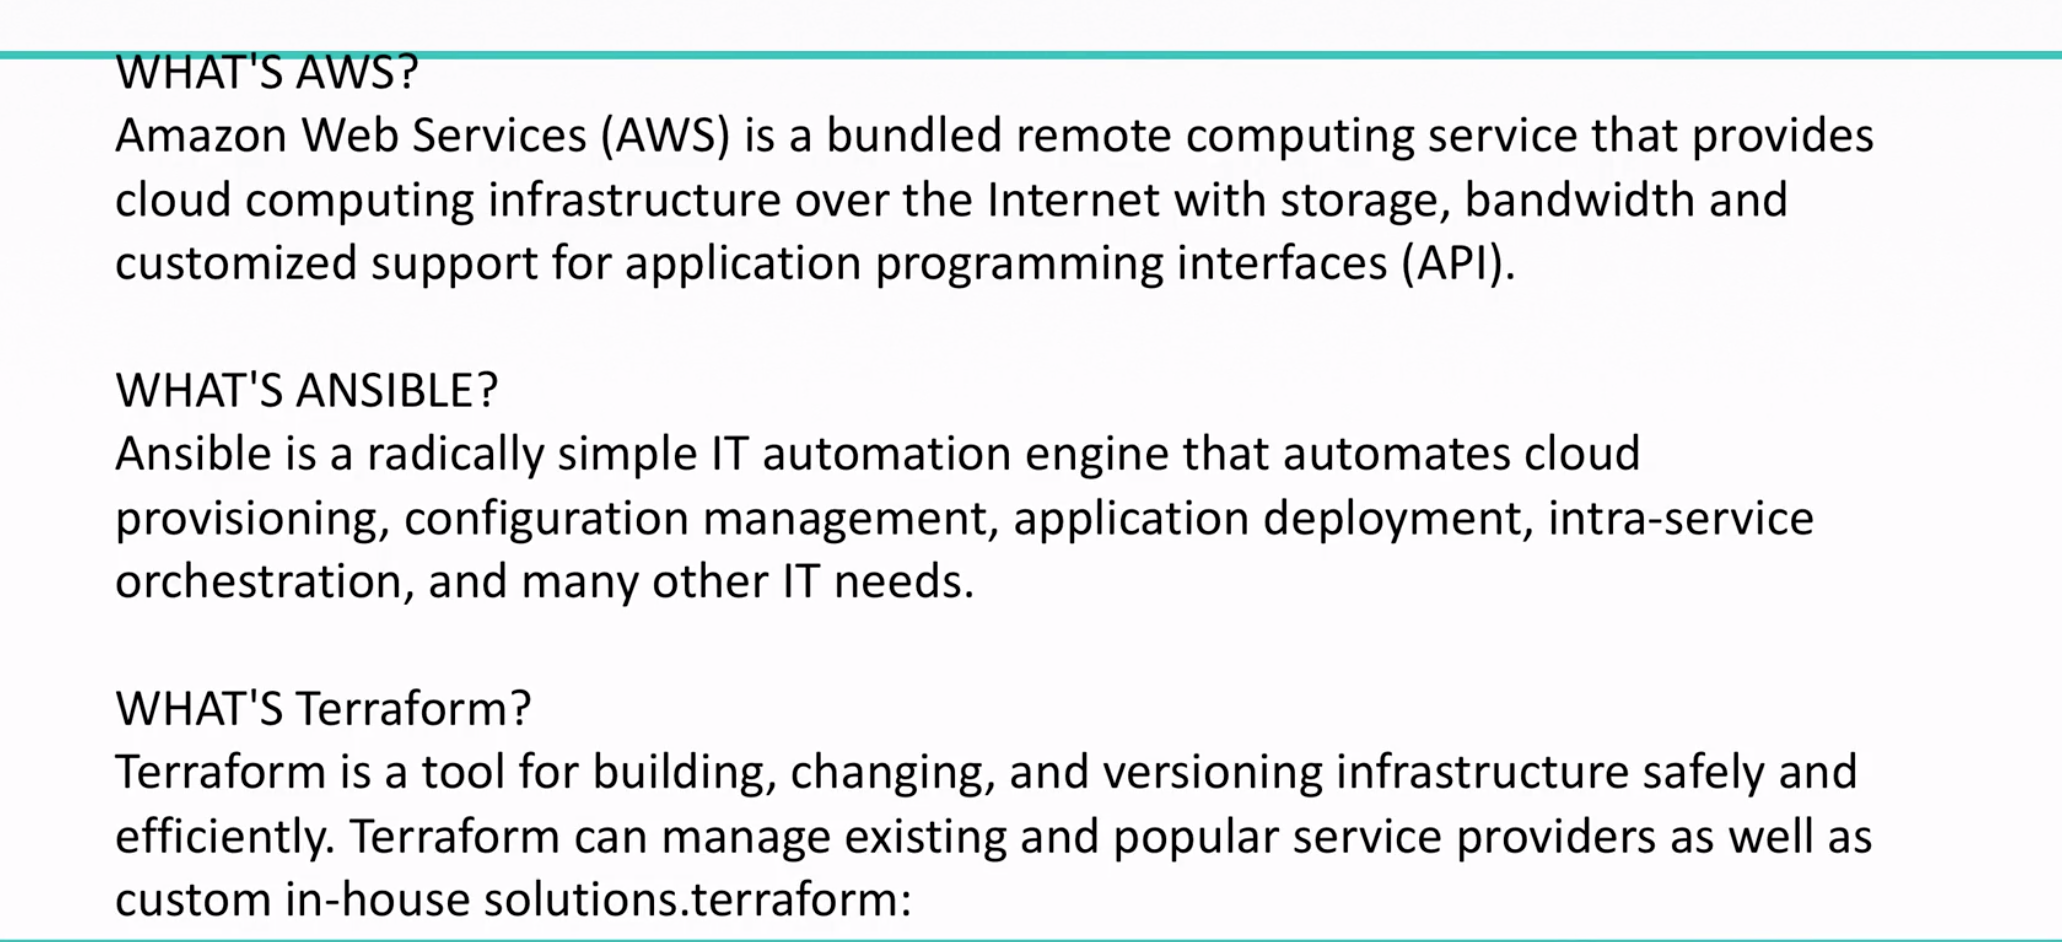 WHAT'S AWS?
Amazon Web Services (AWS) is a bundled remote computing service that provides
cloud computing infrastructure over the Internet with storage, bandwidth and
customized support for application programming interfaces (API).
WHAT'S ANSIBLE?
Ansible is a radically simple IT automation engine that automates cloud
provisioning, configuration management, application deployment, intra-service
orchestration, and many other IT needs.
WHAT'S Terraform?
Terraform is a tool for building, changing, and versioning infrastructure safely and
efficiently. Terraform can manage existing and popular service providers as well as
custom in-house solutions.terraform: